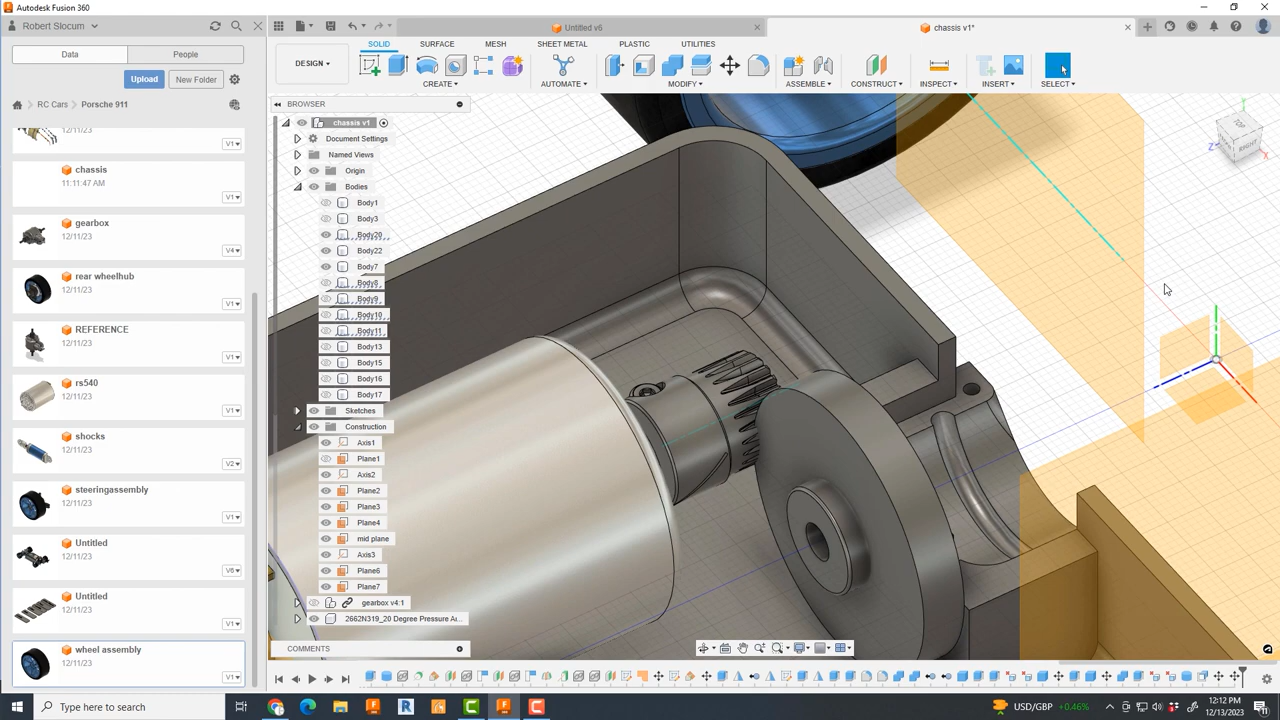 Autodesk Fusion 360
Robert Slocum
Untitled v6
chassis v1*
Data
People
Upload
New Folder
RC Cars
Porsche 911
V1
chassis
11:11:47 AM
V1
gearbox
12/11/23
V4
rear wheelhub
12/11/23
V1
REFERENCE
12/11/23
V1
rs540
12/11/23
V1
shocks
12/11/23
V2
steeringassembly
12/11/23
V1
Untitled
12/11/23
V6
Untitled
12/11/23
V1
wheel assembly
12/11/23
V1
DESIGN
SOLID
SURFACE
MESH
SHEET METAL
PLASTIC
UTILITIES
CREATE
AUTOMATE
MODIFY
ASSEMBLE
CONSTRUCT
INSPECT
INSERT
SELECT
BROWSER
chassis v1
Document Settings
Named Views
Origin
Bodies
Body1
Body3
Body20
Body22
Body7
Body8
Body9
Body10
Body11
Body13
Body15
Body16
Body17
Sketches
Construction
Axis1
Plane1
Axis2
Plane2
Plane3
Plane4
mid plane
Axis3
Plane6
Plane7
gearbox v4:1
2662N319_20 Degree Pressure A...
COMMENTS
TOP
RIGHT
Y
Z
X
Type here to search
USD/GBP
+0.46%
12:12 PM
12/13/2023